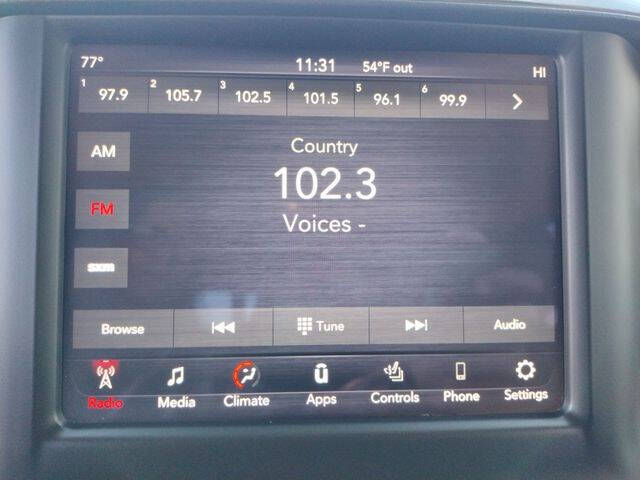 77° 11:31 54°F out HI
1 97.9 2 105.7 3 102.5 4 101.5 5 96.1 6 99.9
AM
Country
102.3
FM
Voices -
sxm
Browse Tune Audio
Radio Media Climate Apps Controls Phone Settings